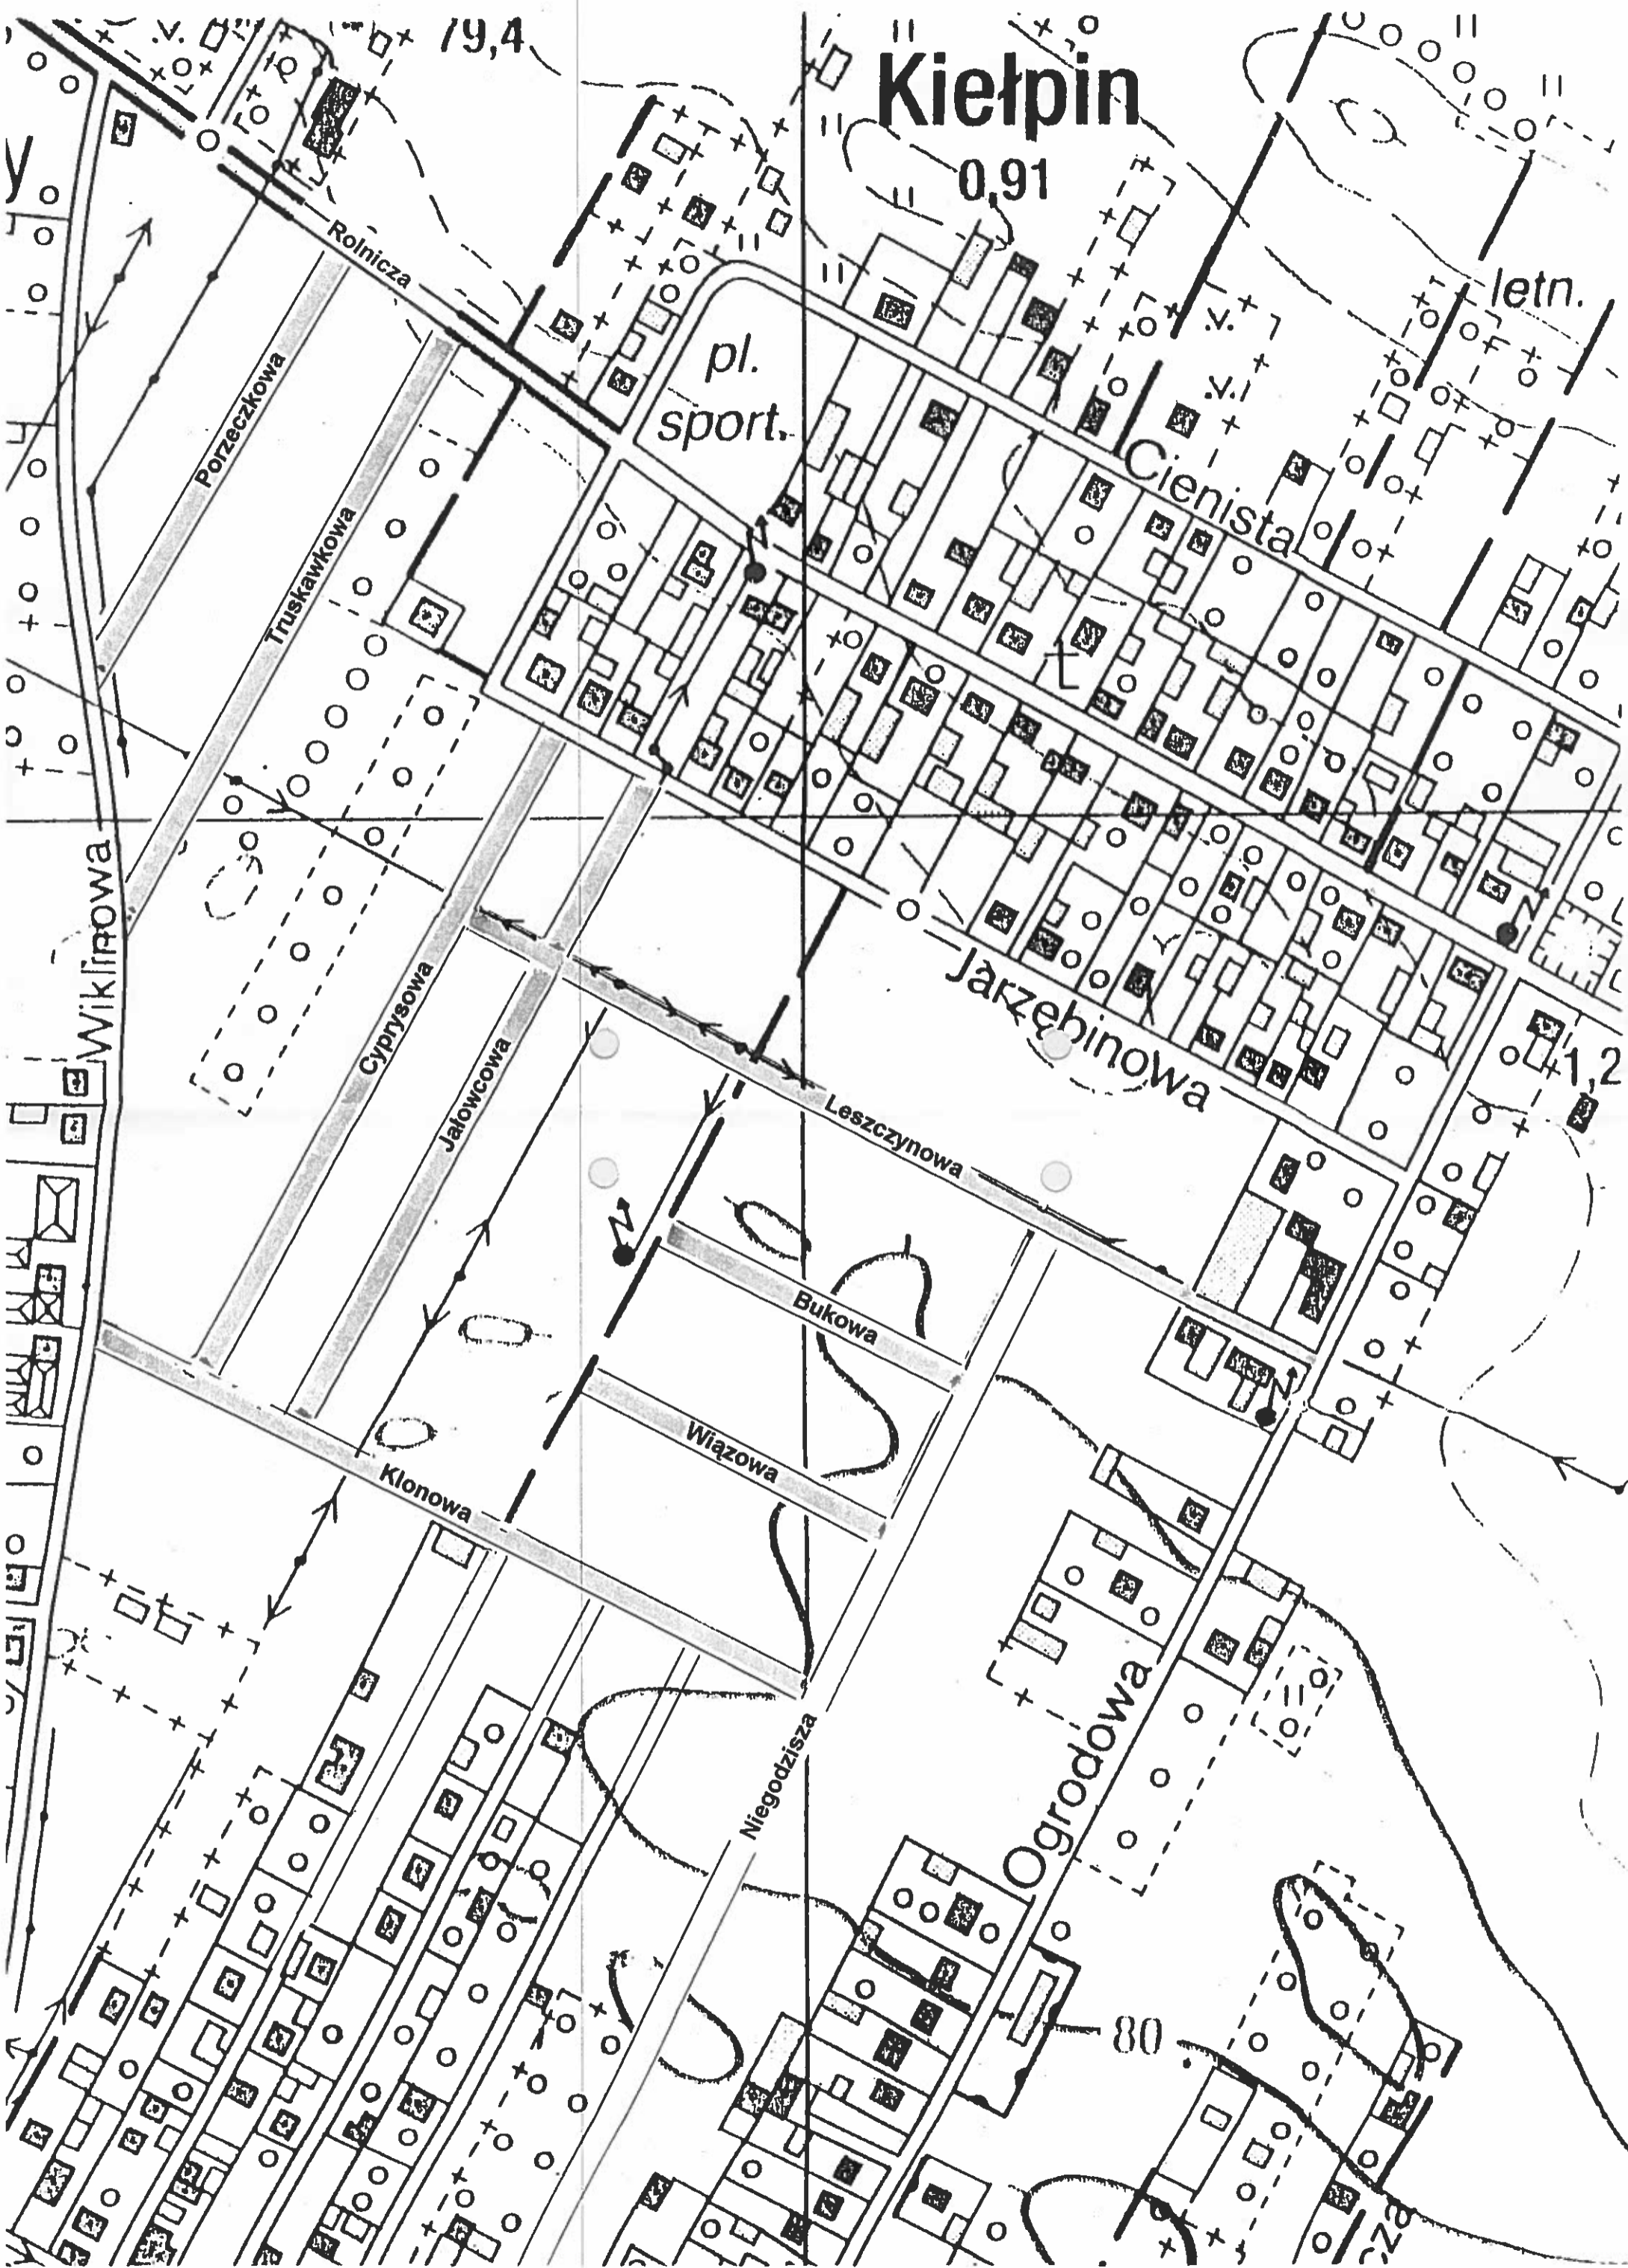 79,4
Kiełpin
0,91
y
Rolnicza
letn.
pl.
sport.
Porzeczkowa
Cienista
Truskawkowa
Wiklinowa
Cyprysowa
Jarzębinowa
1,2
Jałowcowa
Leszczynowa
Bukowa
Wiązowa
Klonowa
Niegodzisza
Ogrodowa
80